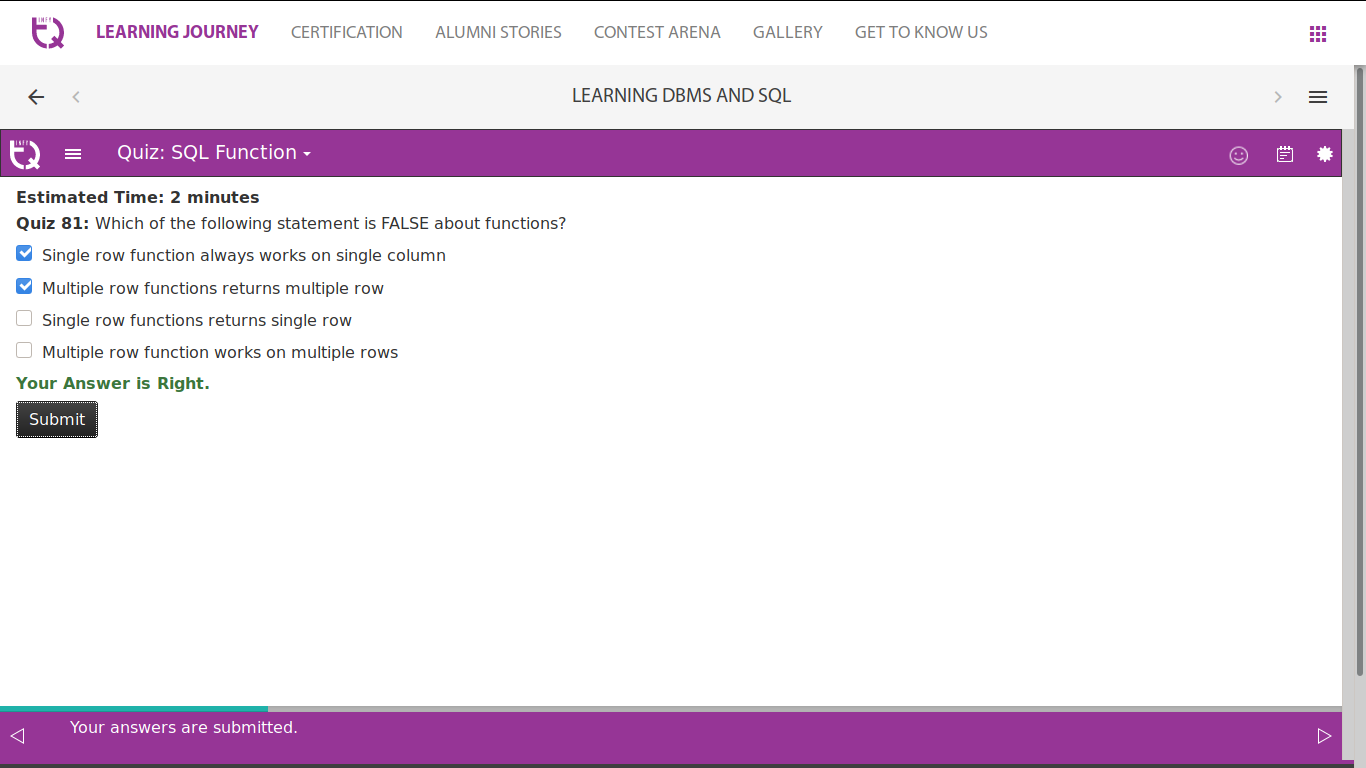 INFY
TQ
LEARNING JOURNEY CERTIFICATION ALUMNI STORIES CONTEST ARENA GALLERY GET TO KNOW US
LEARNING DBMS AND SQL
INFY
TQ
Quiz: SQL Function
Estimated Time: 2 minutes
Quiz 81: Which of the following statement is FALSE about functions?
Single row function always works on single column
Multiple row functions returns multiple row
Single row functions returns single row
Multiple row function works on multiple rows
Your Answer is Right.
Submit
Your answers are submitted.